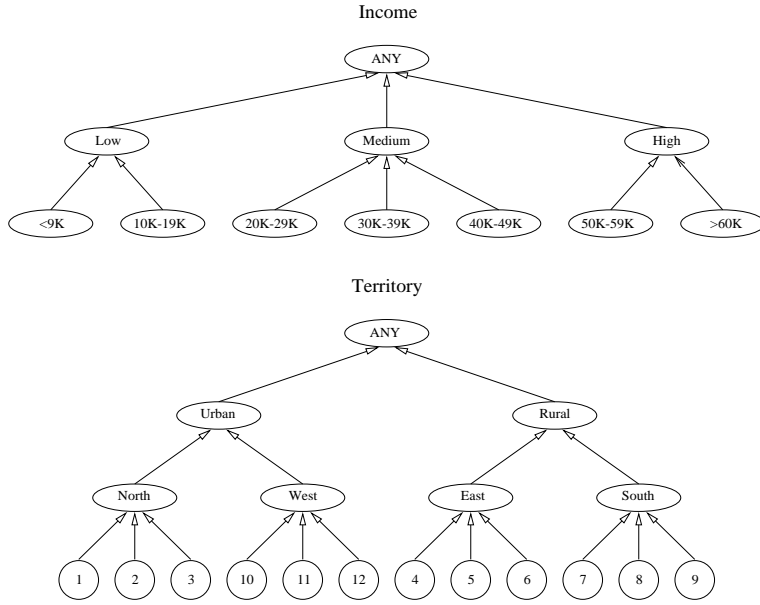 Income
ANY
Low Medium High
<9K 10K-19K 20K-29K 30K-39K 40K-49K 50K-59K >60K
Territory
ANY
Urban Rural
North West East South
1 2 3 10 11 12 4 5 6 7 8 9